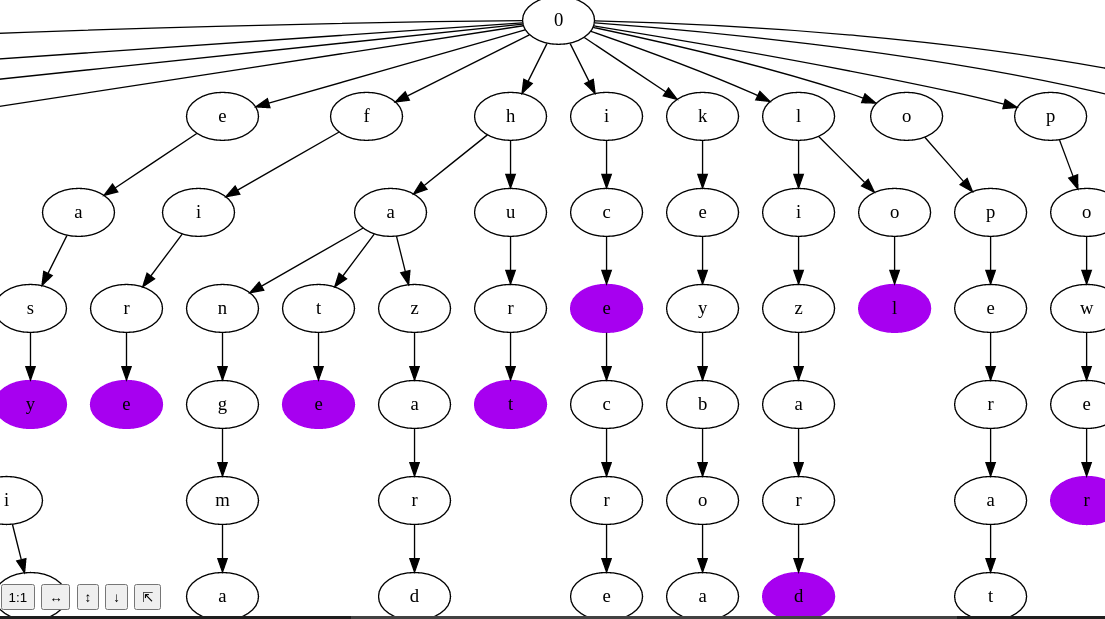 0
e f h i k l o p
a i a u c e i o p o
s r n t z r e y z l e w
y e g e a t c b a r e
i m r r o r a r
a d e a d t
1:1 ↔ ↕ ↓ ⇱